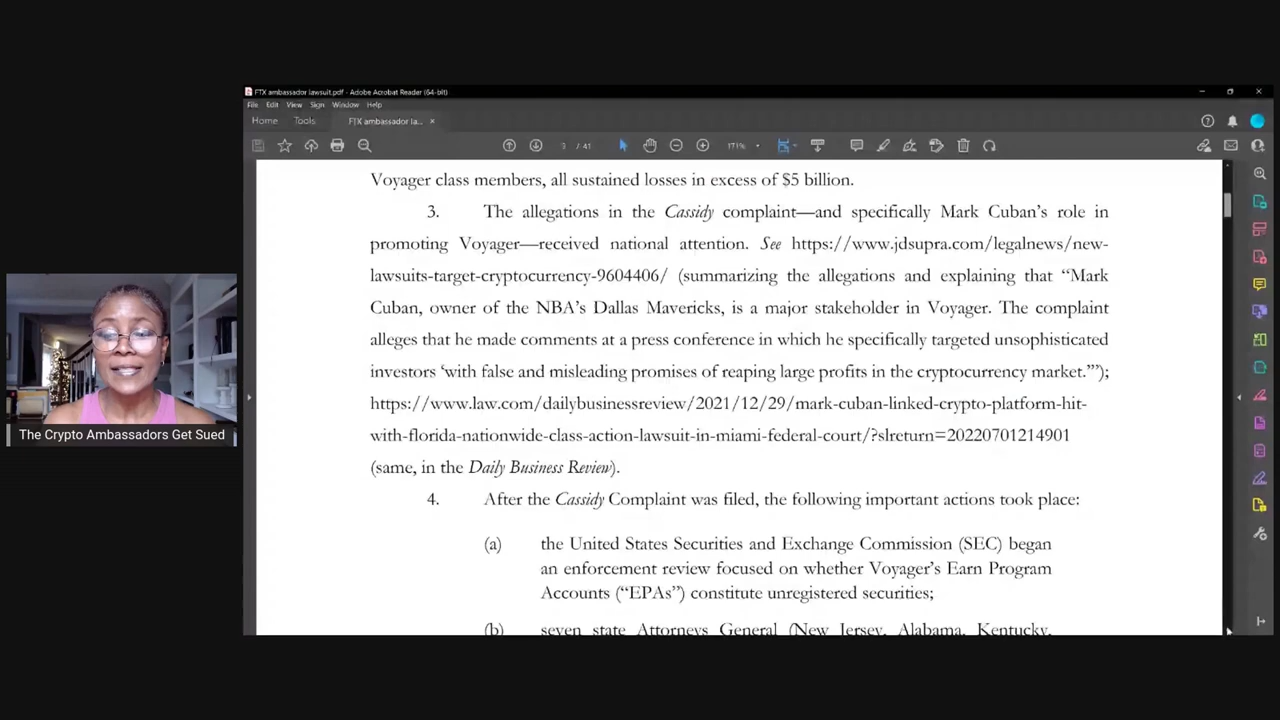 FTX ambassador lawsuit.pdf - Adobe Acrobat Reader (64-bit)
File Edit View Sign Window Help
Home Tools FTX ambassador la... ×
9 / 41 171%
Voyager class members, all sustained losses in excess of $5 billion.
3. The allegations in the Cassidy complaint—and specifically Mark Cuban's role in
promoting Voyager—received national attention. See https://www.jdsupra.com/legalnews/new-
lawsuits-target-cryptocurrency-9604406/ (summarizing the allegations and explaining that “Mark
Cuban, owner of the NBA's Dallas Mavericks, is a major stakeholder in Voyager. The complaint
alleges that he made comments at a press conference in which he specifically targeted unsophisticated
investors ‘with false and misleading promises of reaping large profits in the cryptocurrency market.’”);
https://www.law.com/dailybusinessreview/2021/12/29/mark-cuban-linked-crypto-platform-hit-
with-florida-nationwide-class-action-lawsuit-in-miami-federal-court/?slreturn=20220701214901
(same, in the Daily Business Review).
4. After the Cassidy Complaint was filed, the following important actions took place:
(a) the United States Securities and Exchange Commission (SEC) began
an enforcement review focused on whether Voyager's Earn Program
Accounts (“EPAs”) constitute unregistered securities;
(b) seven state Attorneys General (New Jersey, Alabama, Kentucky,
The Crypto Ambassadors Get Sued